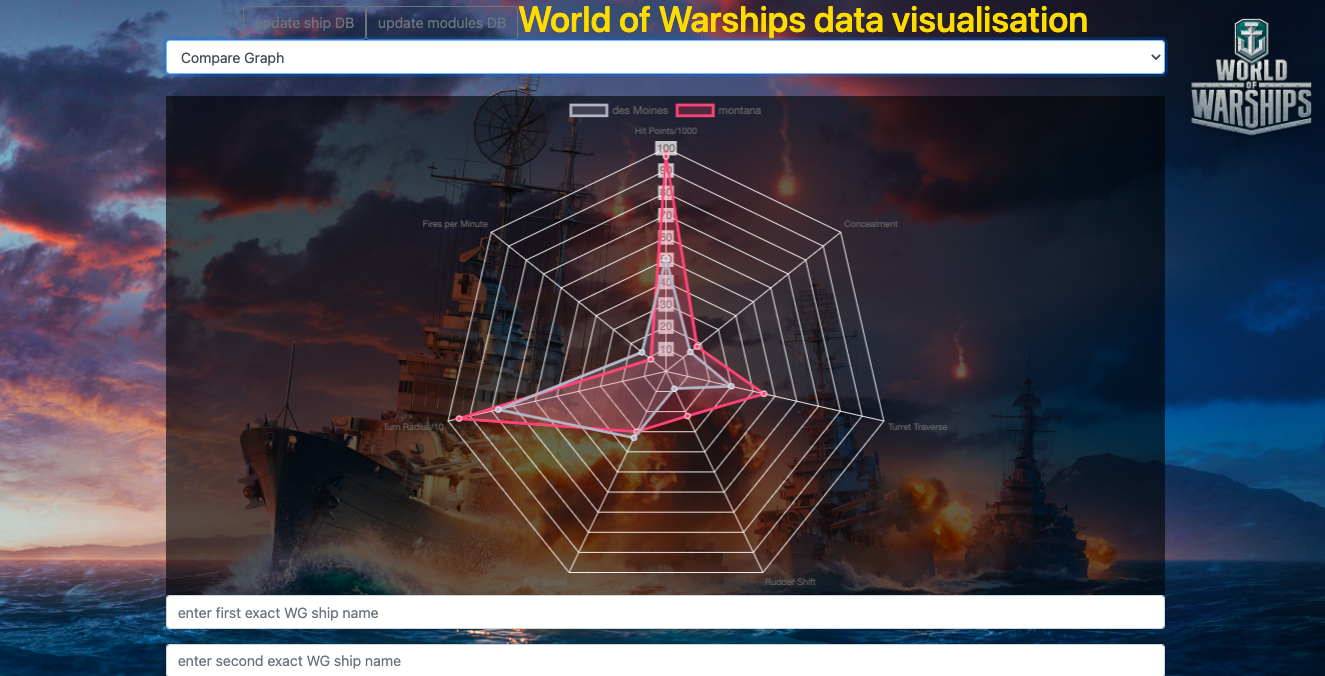 update ship DB
update modules DB
World of Warships data visualisation
Compare Graph
WORLD
OF
WARSHIPS
des Moines
montana
Hit Points/1000
100
90
80
70
60
50
40
30
20
10
Fires per Minute
Concealment
Turn Radius/10
Turret Traverse
Full Speed
Rudder Shift
enter first exact WG ship name
enter second exact WG ship name